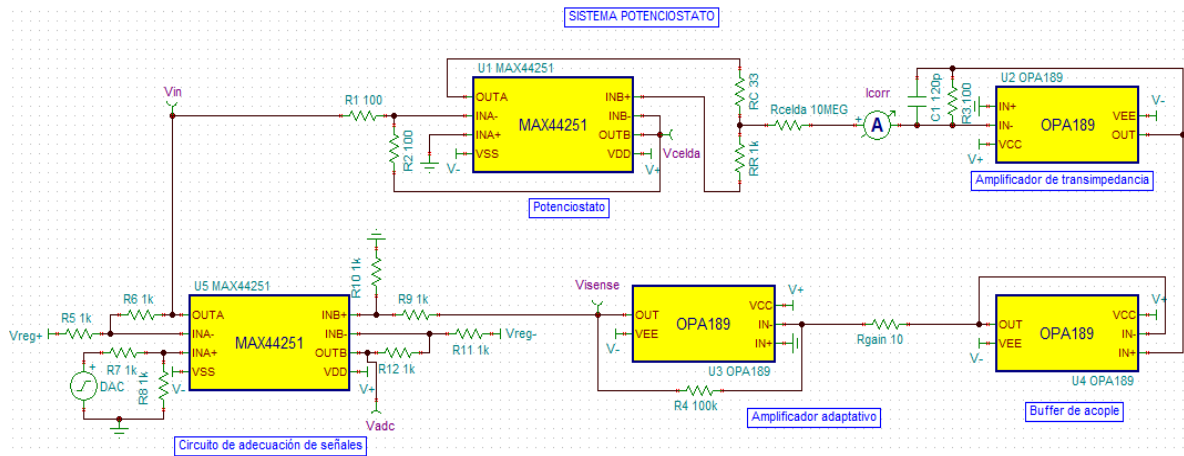 SISTEMA POTENCIOSTATO
U1 MAX44251
OUTA
INA-
INA+
VSS
MAX44251
INB+
INB-
OUTB
VDD
Vin
R1 100
R2 100
V-
V+
Vcelda
Potenciostato
RC 33
RR 1k
Rcelda 10MEG
Icorr
+
A
C1 120p
R3 100
U2 OPA189
IN+
IN-
VCC
OPA189
VEE
OUT
V-
V+
Amplificador de transimpedancia
U5 MAX44251
OUTA
INA-
INA+
VSS
MAX44251
INB+
INB-
OUTB
VDD
R6 1k
R5 1k
Vreg+
R7 1k
R8 1k
+
DAC
V-
V+
R10 1k
R9 1k
R11 1k
Vreg-
R12 1k
Vadc
Circuito de adecuación de señales
Visense
OUT
VEE
OPA189
VCC
IN-
IN+
V+
V-
U3 OPA189
R4 100k
Amplificador adaptativo
Rgain 10
OUT
VEE
OPA189
VCC
IN-
IN+
V+
V-
U4 OPA189
Buffer de acople